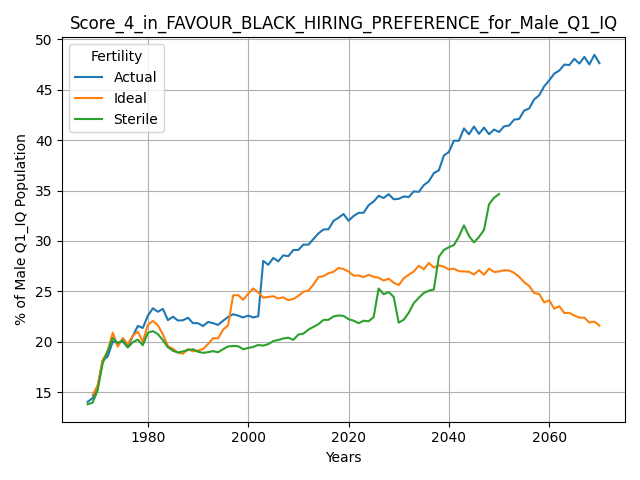 Score_4_in_FAVOUR_BLACK_HIRING_PREFERENCE_for_Male_Q1_IQ
Fertility
Actual
Ideal
Sterile
50
45
40
35
30
25
20
15
% of Male Q1_IQ Population
1980 2000 2020 2040 2060
Years